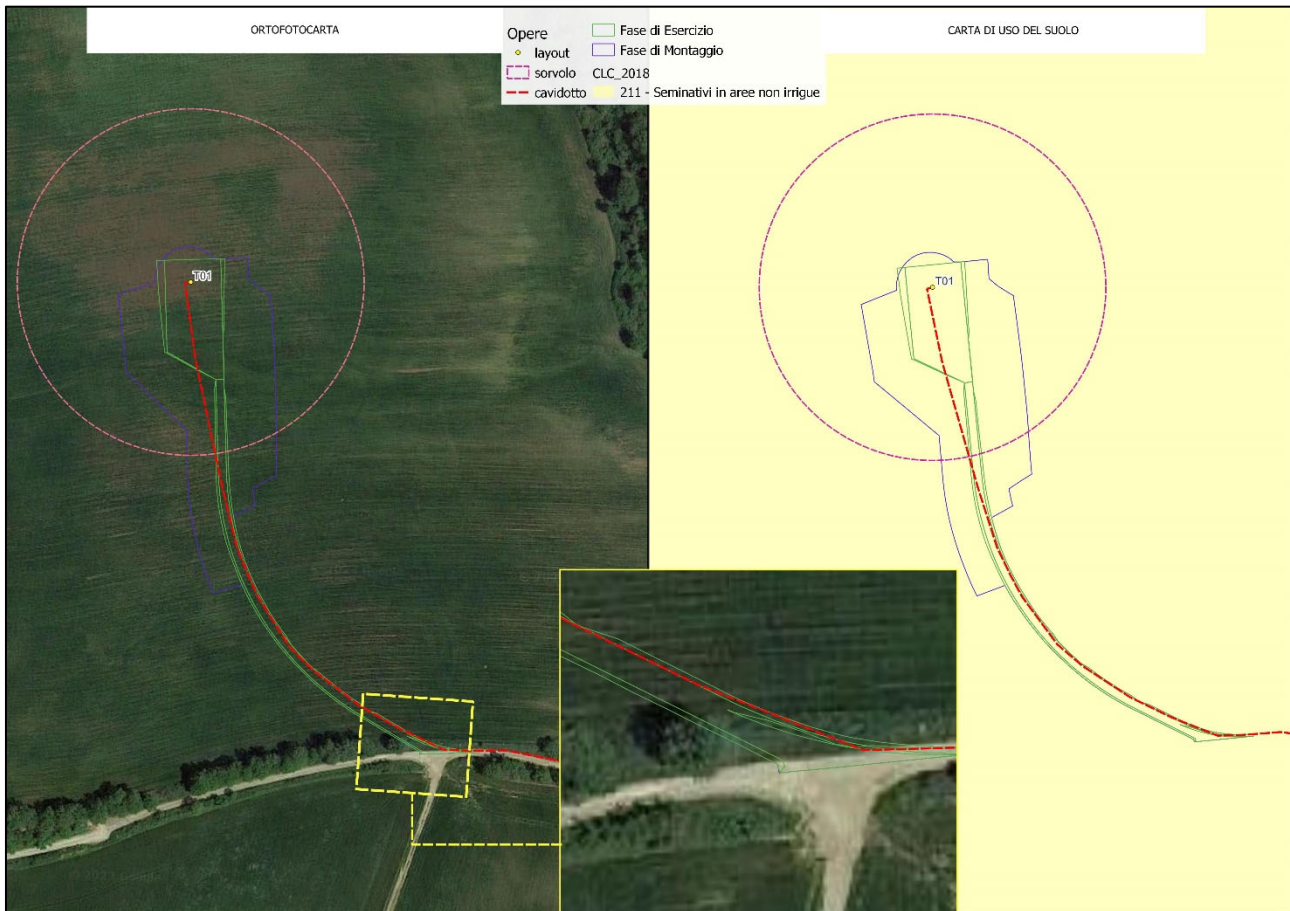 ORTOFOTOCARTA
CARTA DI USO DEL SUOLO
Opere
layout
sorvolo
cavidotto
Fase di Esercizio
Fase di Montaggio
CLC_2018
211 - Seminativi in aree non irrigue
T01
T01